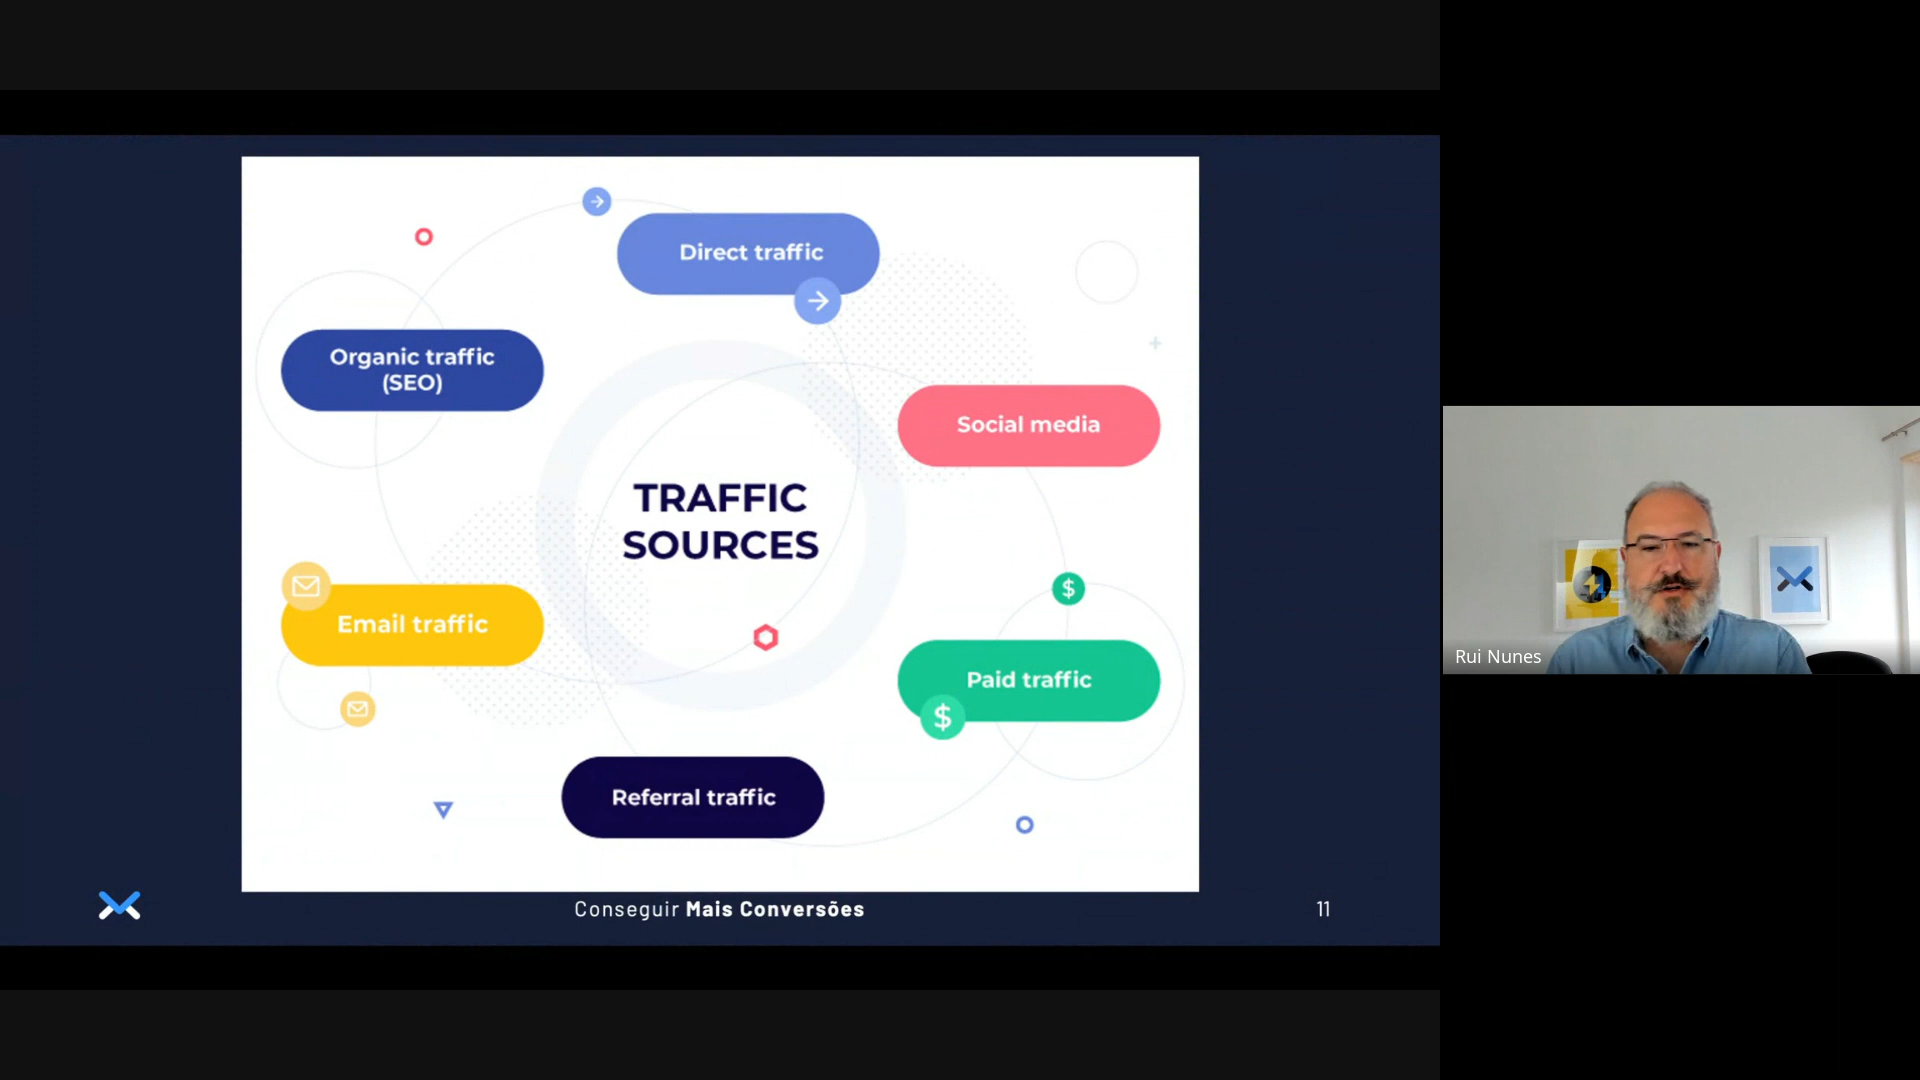 Direct traffic
Organic traffic
(SEO)
Social media
TRAFFIC
SOURCES
Email traffic
Paid traffic
Referral traffic
Conseguir Mais Conversões
11
Rui Nunes